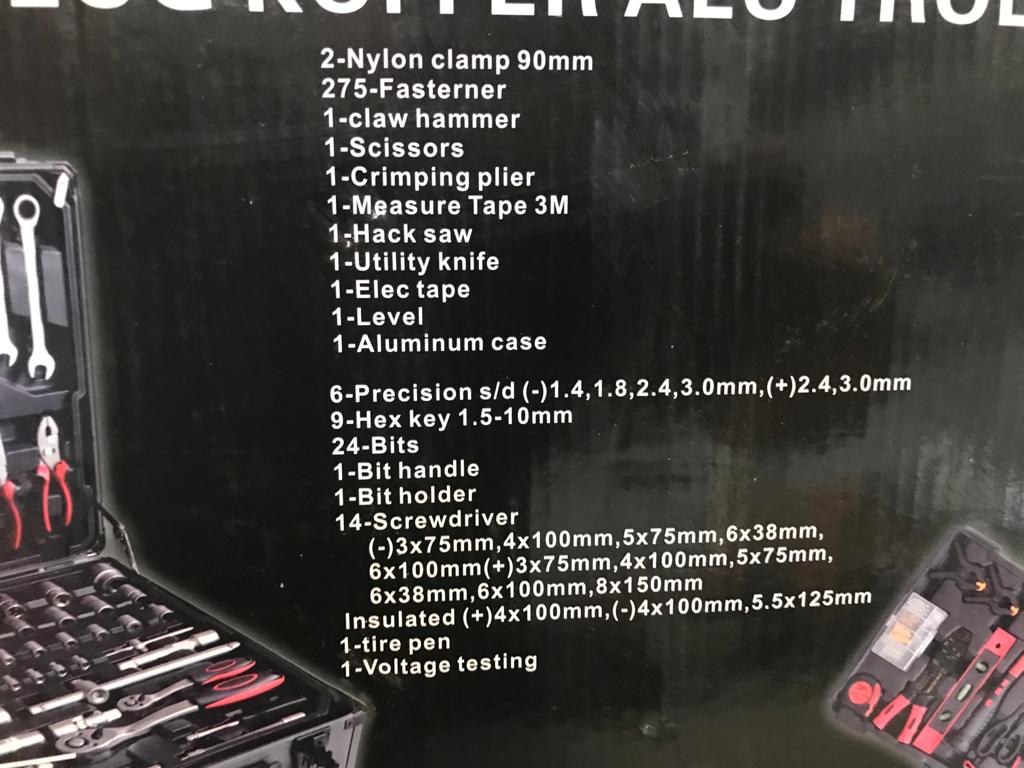 KOFFER ALU
2-Nylon clamp 90mm
275-Fasterner
1-claw hammer
1-Scissors
1-Crimping plier
1-Measure Tape 3M
1-Hack saw
1-Utility knife
1-Elec tape
1-Level
1-Aluminum case
6-Precision s/d (-)1.4,1.8,2.4,3.0mm,(+)2.4,3.0mm
9-Hex key 1.5-10mm
24-Bits
1-Bit handle
1-Bit holder
14-Screwdriver
(-)3x75mm,4x100mm,5x75mm,6x38mm,
6x100mm(+)3x75mm,4x100mm,5x75mm,
6x38mm,6x100mm,8x150mm
Insulated (+)4x100mm,(-)4x100mm,5.5x125mm
1-tire pen
1-Voltage testing